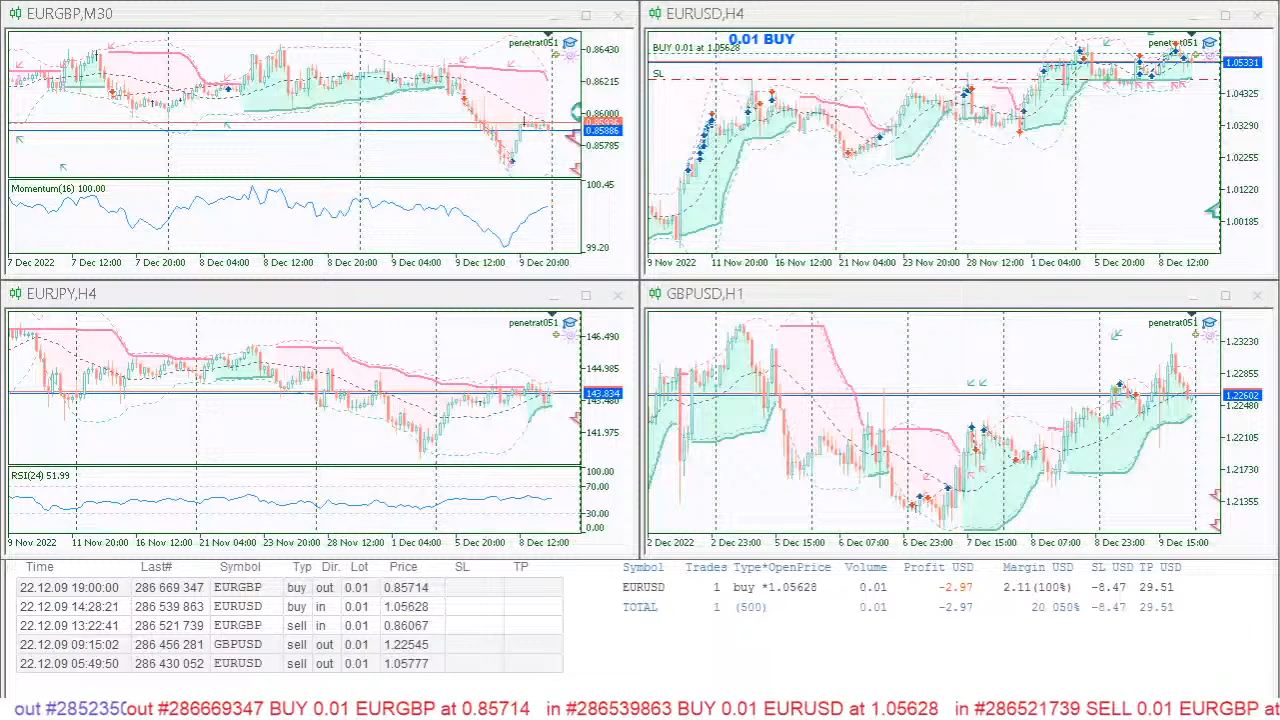 EURGBP,M30
penetrat051
0.86430
0.86215
0.86000
0.85936
0.85886
0.85785
Momentum(16) 100.00
100.45
99.20
7 Dec 2022 7 Dec 12:00 7 Dec 20:00 8 Dec 04:00 8 Dec 12:00 8 Dec 20:00 9 Dec 04:00 9 Dec 12:00 9 Dec 20:00
EURUSD,H4
0.01 BUY
BUY 0.01 at 1.05628
SL
penetrat051
1.05331
1.04325
1.03290
1.02255
1.01220
1.00185
9 Nov 2022 11 Nov 20:00 16 Nov 12:00 21 Nov 04:00 23 Nov 20:00 28 Nov 12:00 1 Dec 04:00 5 Dec 20:00 8 Dec 12:00
EURJPY,H4
penetrat051
146.490
144.985
143.834
143.480
141.975
RSI(24) 51.99
100.00
70.00
30.00
0.00
9 Nov 2022 11 Nov 20:00 16 Nov 12:00 21 Nov 04:00 23 Nov 20:00 28 Nov 12:00 1 Dec 04:00 5 Dec 20:00 8 Dec 12:00
GBPUSD,H1
penetrat051
1.23230
1.22855
1.22602
1.22480
1.22105
1.21730
1.21355
2 Dec 2022 2 Dec 23:00 5 Dec 15:00 6 Dec 07:00 6 Dec 23:00 7 Dec 15:00 8 Dec 07:00 8 Dec 23:00 9 Dec 15:00
Time Last# Symbol Typ Dir. Lot Price SL TP
22.12.09 19:00:00 286 669 347 EURGBP buy out 0.01 0.85714
22.12.09 14:28:21 286 539 863 EURUSD buy in 0.01 1.05628
22.12.09 13:22:41 286 521 739 EURGBP sell in 0.01 0.86067
22.12.09 09:15:02 286 456 281 GBPUSD sell out 0.01 1.22545
22.12.09 05:49:50 286 430 052 EURUSD sell out 0.01 1.05777
Symbol Trades Type*OpenPrice Volume Profit USD Margin USD SL USD TP USD
EURUSD 1 buy *1.05628 0.01 -2.97 2.11(100%) -8.47 29.51
TOTAL 1 (500) 0.01 -2.97 20 050% -8.47 29.51
out #285235 out #286669347 BUY 0.01 EURGBP at 0.85714 in #286539863 BUY 0.01 EURUSD at 1.05628 in #286521739 SELL 0.01 EURGBP at